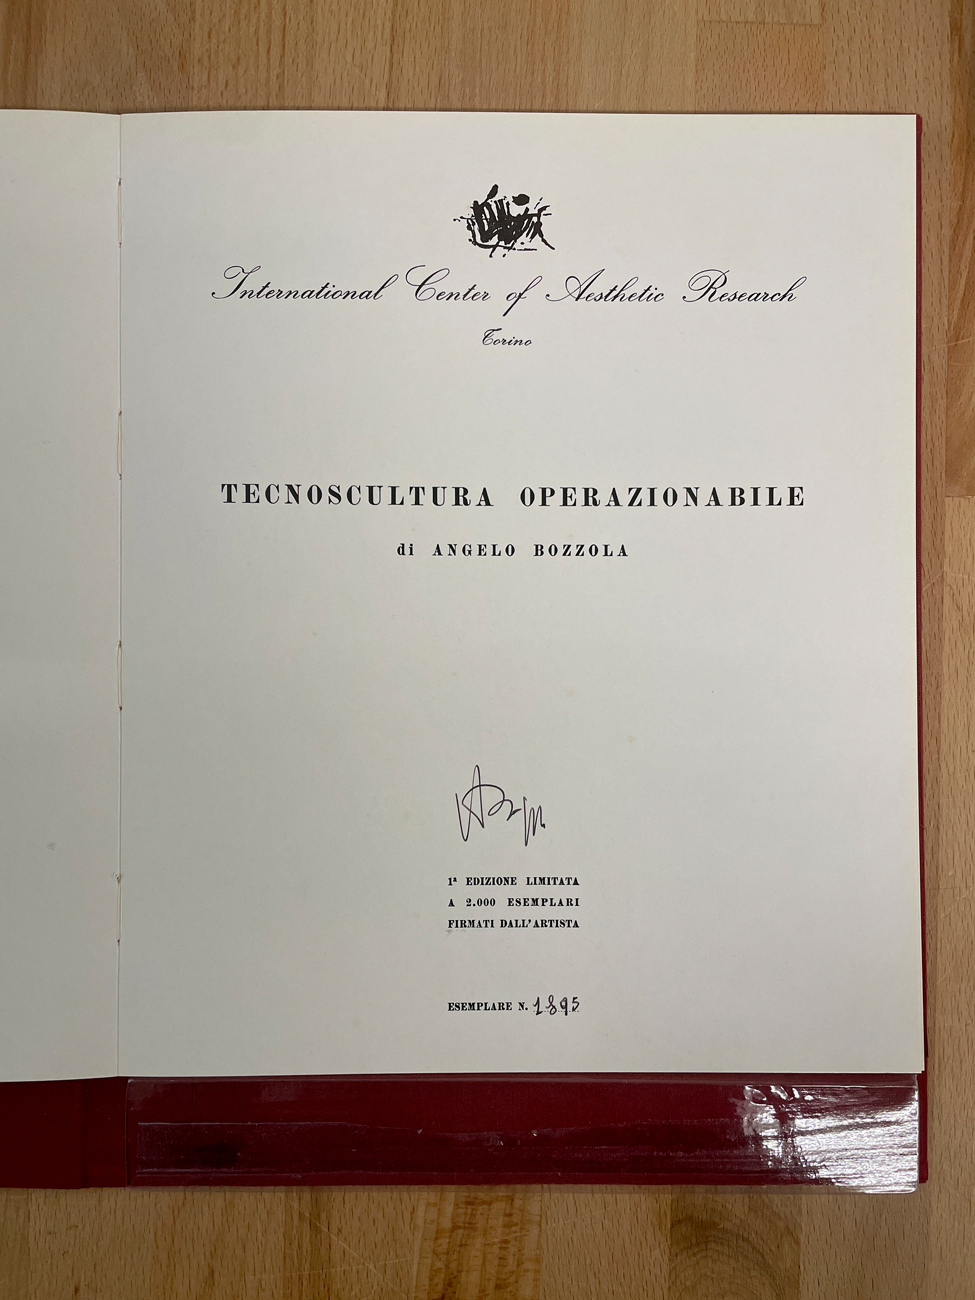 International Center of Aesthetic Research
Torino
TECNOSCULTURA OPERAZIONABILE
di ANGELO BOZZOLA
1ª EDIZIONE LIMITATA
A 2.000 ESEMPLARI
FIRMATI DALL'ARTISTA
ESEMPLARE N. 1895